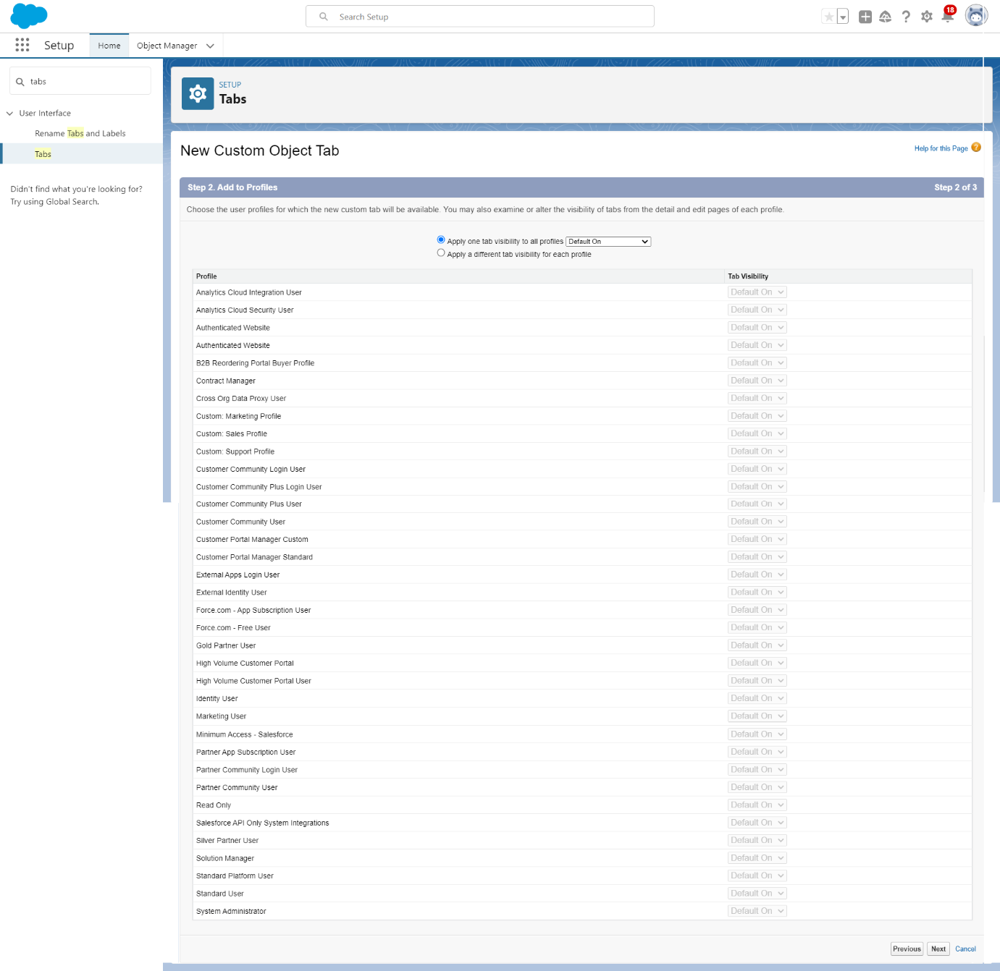 Search Setup
18
Setup
Home
Object Manager
tabs
User Interface
Rename Tabs and Labels
Tabs
Didn't find what you're looking for?
Try using Global Search.
SETUP
Tabs
New Custom Object Tab
Help for this Page
Step 2. Add to Profiles
Step 2 of 3
Choose the user profiles for which the new custom tab will be available. You may also examine or alter the visibility of tabs from the detail and edit pages of each profile.
Apply one tab visibility to all profiles Default On
Apply a different tab visibility for each profile
Profile Tab Visibility
Analytics Cloud Integration User Default On
Analytics Cloud Security User Default On
Authenticated Website Default On
Authenticated Website Default On
B2B Reordering Portal Buyer Profile Default On
Contract Manager Default On
Cross Org Data Proxy User Default On
Custom: Marketing Profile Default On
Custom: Sales Profile Default On
Custom: Support Profile Default On
Customer Community Login User Default On
Customer Community Plus Login User Default On
Customer Community Plus User Default On
Customer Community User Default On
Customer Portal Manager Custom Default On
Customer Portal Manager Standard Default On
External Apps Login User Default On
External Identity User Default On
Force.com - App Subscription User Default On
Force.com - Free User Default On
Gold Partner User Default On
High Volume Customer Portal Default On
High Volume Customer Portal User Default On
Identity User Default On
Marketing User Default On
Minimum Access - Salesforce Default On
Partner App Subscription User Default On
Partner Community Login User Default On
Partner Community User Default On
Read Only Default On
Salesforce API Only System Integrations Default On
Silver Partner User Default On
Solution Manager Default On
Standard Platform User Default On
Standard User Default On
System Administrator Default On
Previous Next Cancel